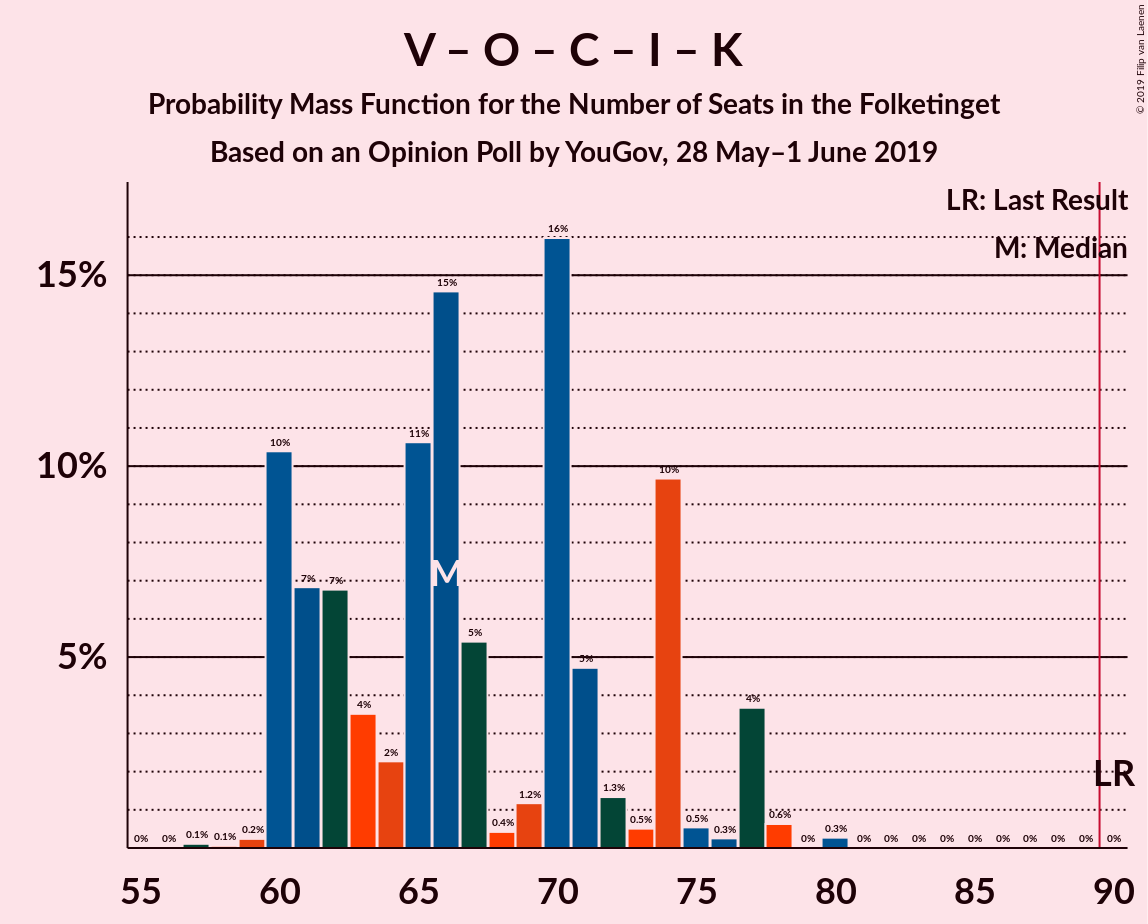 V – O – C – I – K
Probability Mass Function for the Number of Seats in the Folketinget
Based on an Opinion Poll by YouGov, 28 May–1 June 2019
© 2019 Filip van Laenen
LR: Last Result
M: Median
15%
10%
5%
0% 0% 0.1% 0.1% 0.2% 10% 7% 7% 4% 2% 11% 15% 5% 0.4% 1.2% 16% 5% 1.3% 0.5% 10% 0.5% 0.3% 4% 0.6% 0% 0.3% 0% 0% 0% 0% 0% 0% 0% 0% 0% 0%
M
LR
55 60 65 70 75 80 85 90